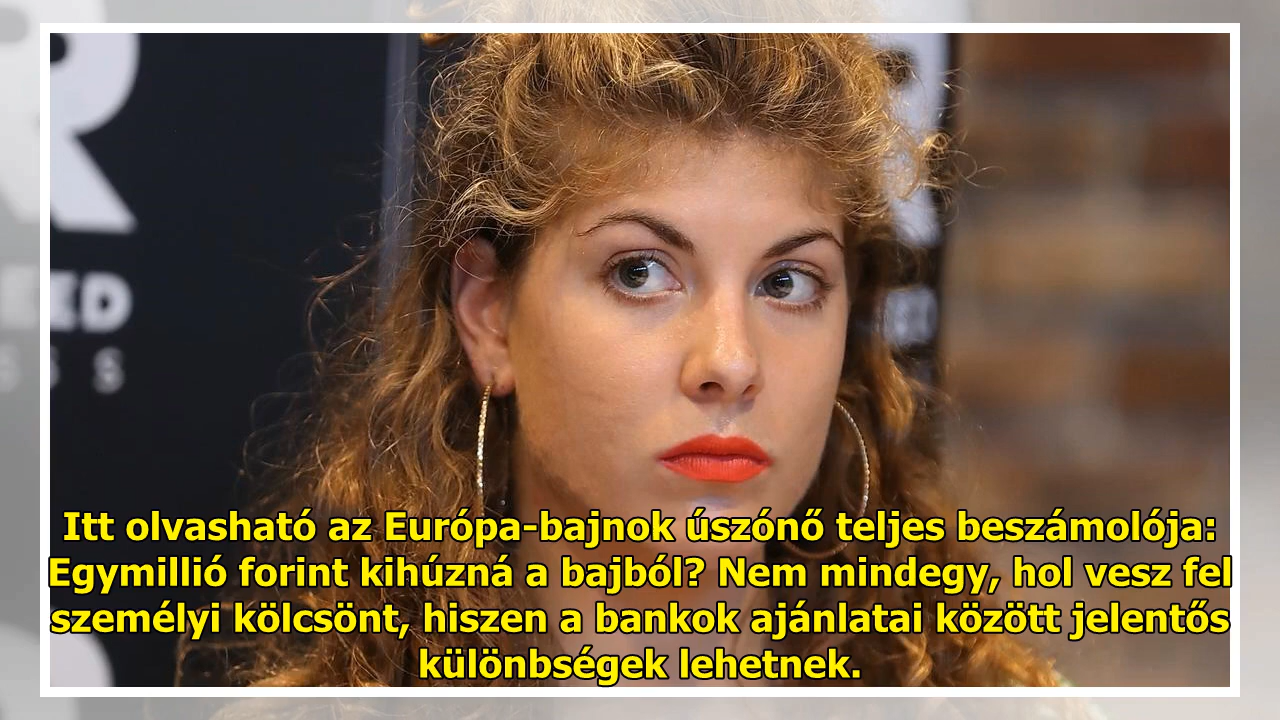 R
EED
S S
Itt olvasható az Európa-bajnok úszónő teljes beszámolója:
Egymillió forint kihúzná a bajból? Nem mindegy, hol vesz fel
személyi kölcsönt, hiszen a bankok ajánlatai között jelentős
különbségek lehetnek.